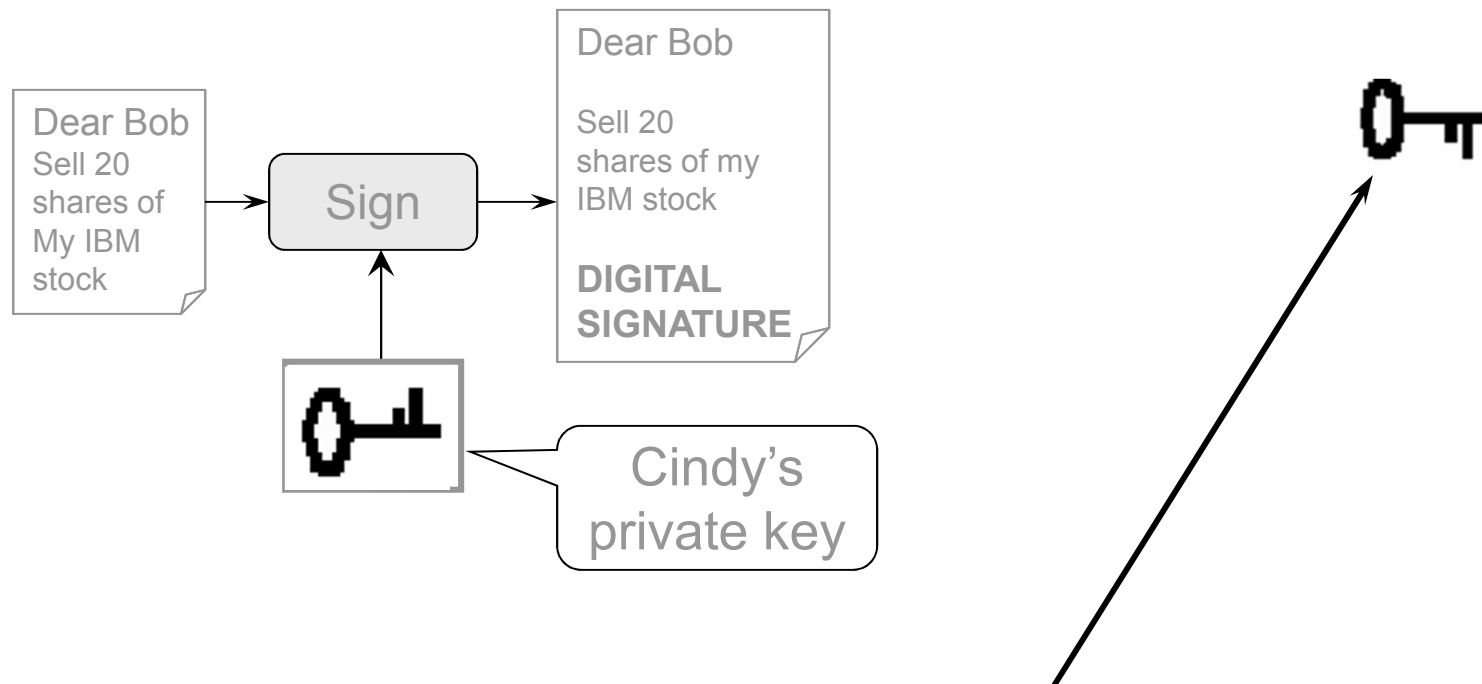 Dear Bob
Sell 20
shares of
My IBM
stock
Sign
Dear Bob
Sell 20
shares of my
IBM stock
DIGITAL
SIGNATURE
Cindy’s
private key